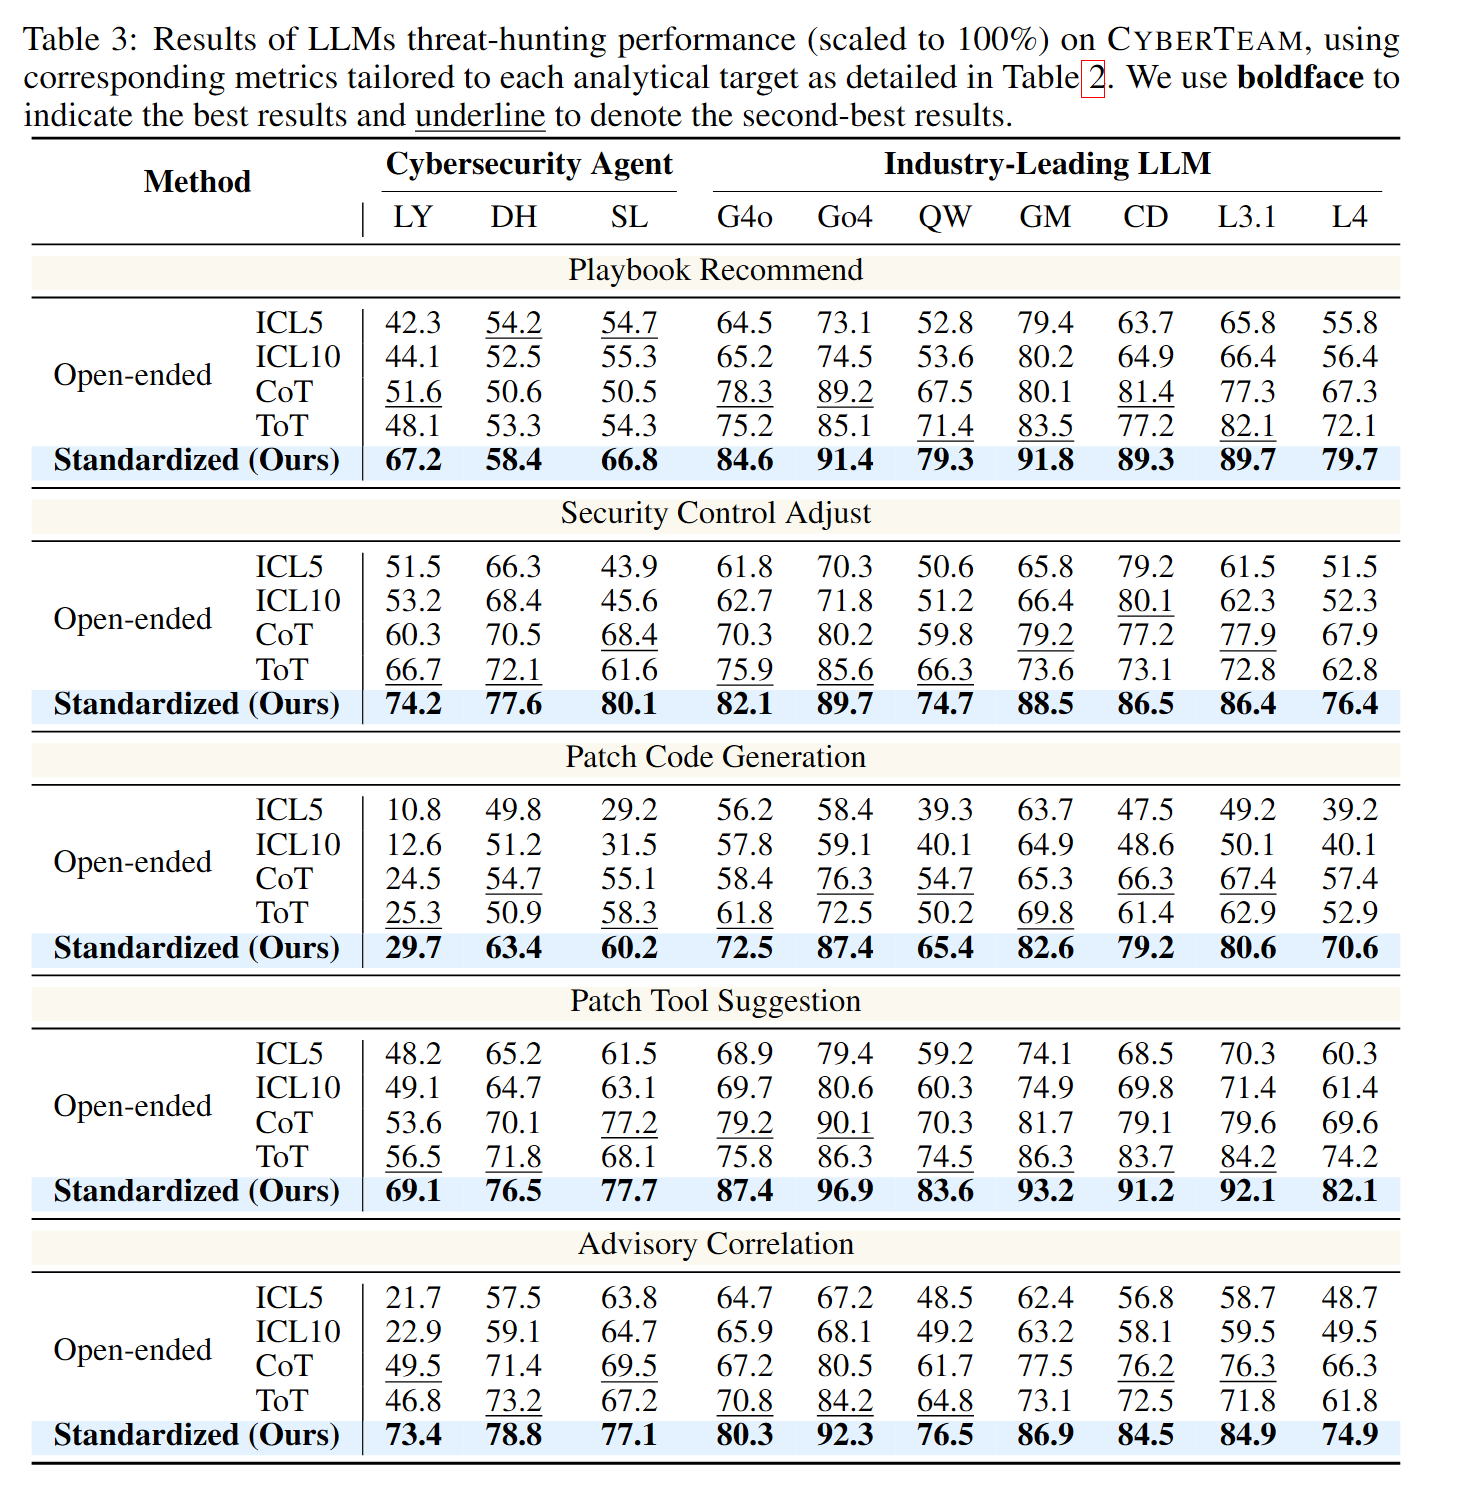 Table 3: Results of LLMs threat-hunting performance (scaled to 100%) on CYBERTEAM, using
corresponding metrics tailored to each analytical target as detailed in Table 2. We use boldface to
indicate the best results and underline to denote the second-best results.
Method Cybersecurity Agent Industry-Leading LLM
LY DH SL G4o Go4 QW GM CD L3.1 L4
Playbook Recommend
Open-ended
ICL5 42.3 54.2 54.7 64.5 73.1 52.8 79.4 63.7 65.8 55.8
ICL10 44.1 52.5 55.3 65.2 74.5 53.6 80.2 64.9 66.4 56.4
CoT 51.6 50.6 50.5 78.3 89.2 67.5 80.1 81.4 77.3 67.3
ToT 48.1 53.3 54.3 75.2 85.1 71.4 83.5 77.2 82.1 72.1
Standardized (Ours) 67.2 58.4 66.8 84.6 91.4 79.3 91.8 89.3 89.7 79.7
Security Control Adjust
Open-ended
ICL5 51.5 66.3 43.9 61.8 70.3 50.6 65.8 79.2 61.5 51.5
ICL10 53.2 68.4 45.6 62.7 71.8 51.2 66.4 80.1 62.3 52.3
CoT 60.3 70.5 68.4 70.3 80.2 59.8 79.2 77.2 77.9 67.9
ToT 66.7 72.1 61.6 75.9 85.6 66.3 73.6 73.1 72.8 62.8
Standardized (Ours) 74.2 77.6 80.1 82.1 89.7 74.7 88.5 86.5 86.4 76.4
Patch Code Generation
Open-ended
ICL5 10.8 49.8 29.2 56.2 58.4 39.3 63.7 47.5 49.2 39.2
ICL10 12.6 51.2 31.5 57.8 59.1 40.1 64.9 48.6 50.1 40.1
CoT 24.5 54.7 55.1 58.4 76.3 54.7 65.3 66.3 67.4 57.4
ToT 25.3 50.9 58.3 61.8 72.5 50.2 69.8 61.4 62.9 52.9
Standardized (Ours) 29.7 63.4 60.2 72.5 87.4 65.4 82.6 79.2 80.6 70.6
Patch Tool Suggestion
Open-ended
ICL5 48.2 65.2 61.5 68.9 79.4 59.2 74.1 68.5 70.3 60.3
ICL10 49.1 64.7 63.1 69.7 80.6 60.3 74.9 69.8 71.4 61.4
CoT 53.6 70.1 77.2 79.2 90.1 70.3 81.7 79.1 79.6 69.6
ToT 56.5 71.8 68.1 75.8 86.3 74.5 86.3 83.7 84.2 74.2
Standardized (Ours) 69.1 76.5 77.7 87.4 96.9 83.6 93.2 91.2 92.1 82.1
Advisory Correlation
Open-ended
ICL5 21.7 57.5 63.8 64.7 67.2 48.5 62.4 56.8 58.7 48.7
ICL10 22.9 59.1 64.7 65.9 68.1 49.2 63.2 58.1 59.5 49.5
CoT 49.5 71.4 69.5 67.2 80.5 61.7 77.5 76.2 76.3 66.3
ToT 46.8 73.2 67.2 70.8 84.2 64.8 73.1 72.5 71.8 61.8
Standardized (Ours) 73.4 78.8 77.1 80.3 92.3 76.5 86.9 84.5 84.9 74.9